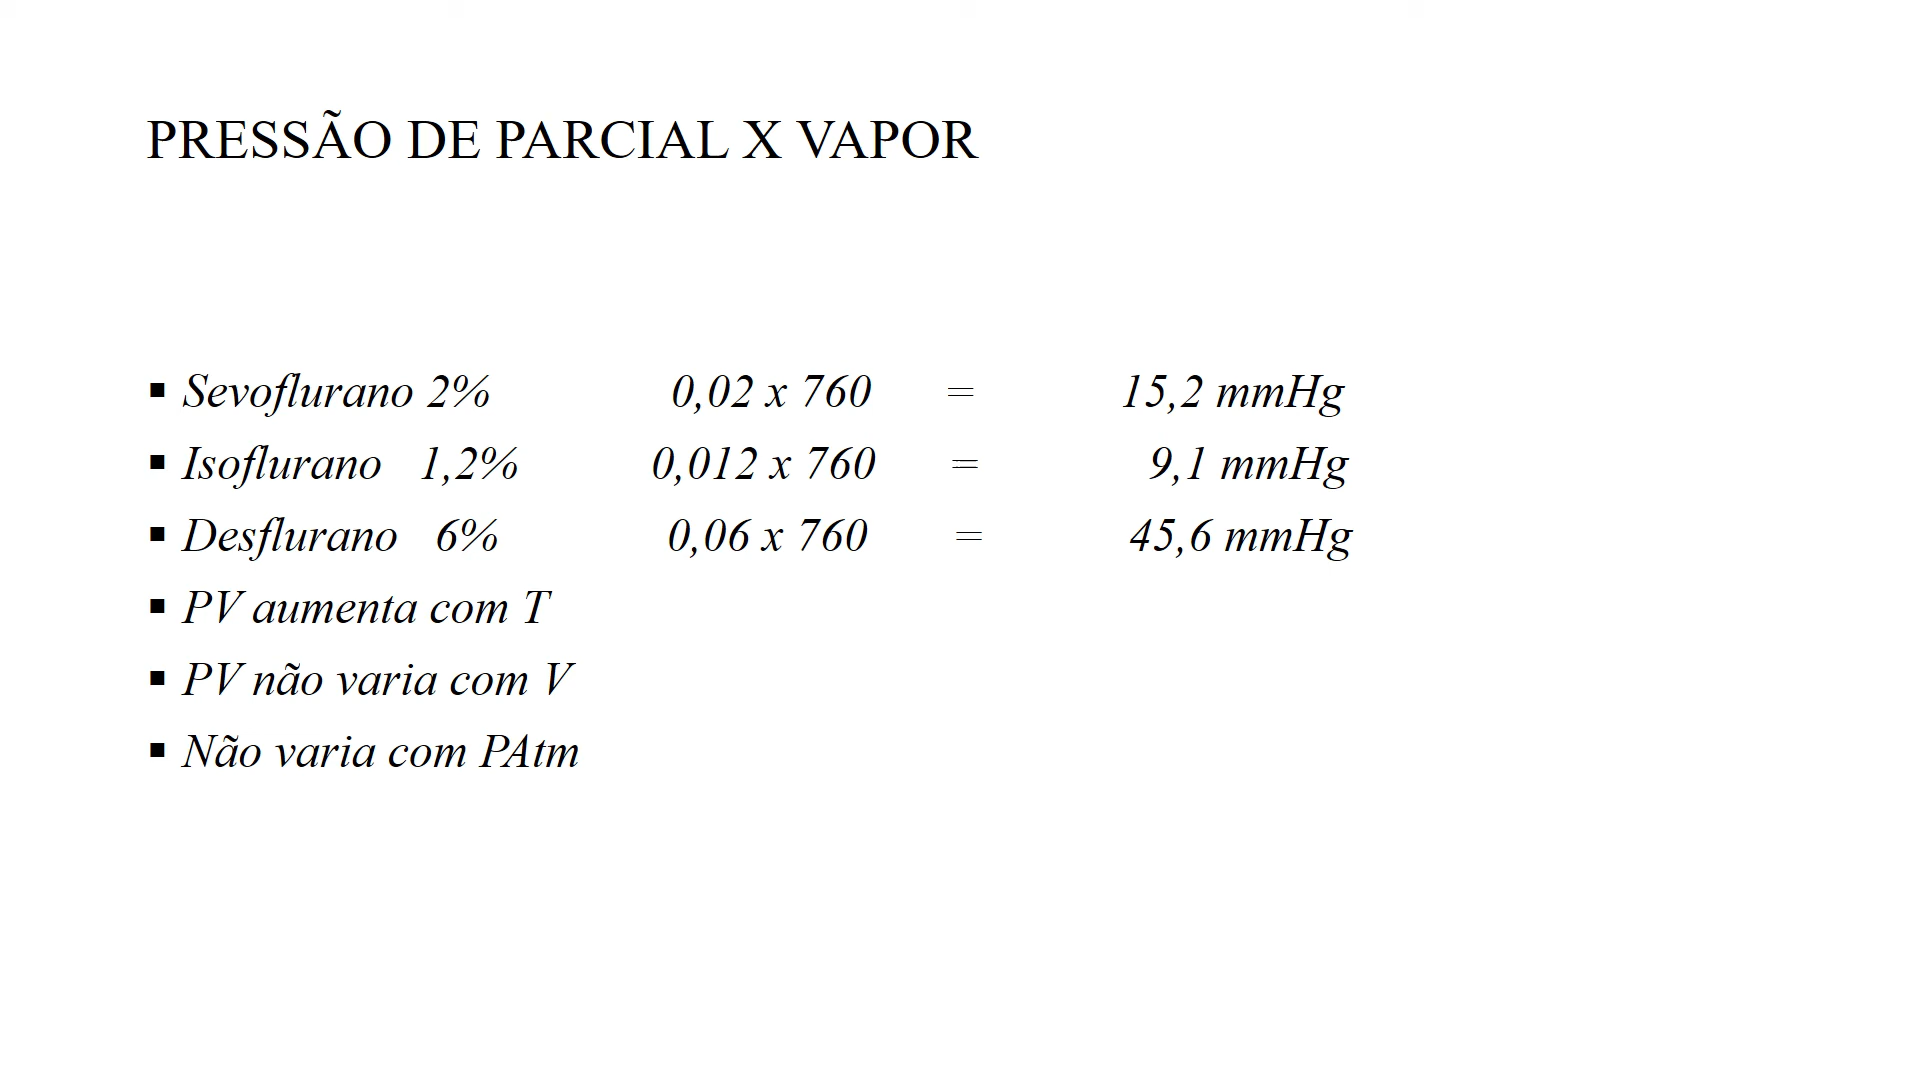 PRESSÃO DE PARCIAL X VAPOR
▪ Sevoflurano 2% 0,02 x 760 = 15,2 mmHg
▪ Isoflurano 1,2% 0,012 x 760 = 9,1 mmHg
▪ Desflurano 6% 0,06 x 760 = 45,6 mmHg
▪ PV aumenta com T
▪ PV não varia com V
▪ Não varia com PAtm